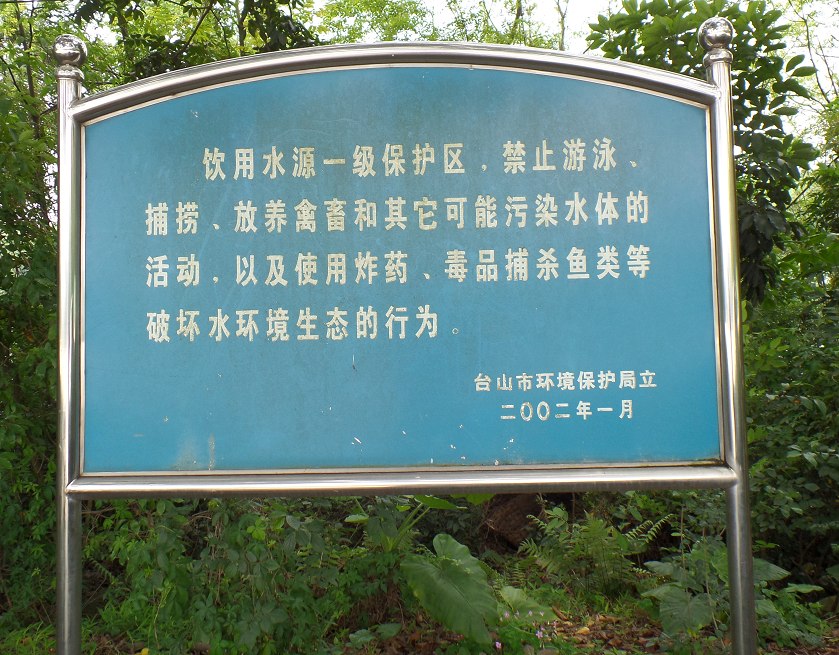 饮用水源一级保护区，禁止游泳、
捕捞、放养禽畜和其它可能污染水体的
活动，以及使用炸药、毒品捕杀鱼类等
破坏水环境生态的行为。
台山市环境保护局立
二〇〇二年一月